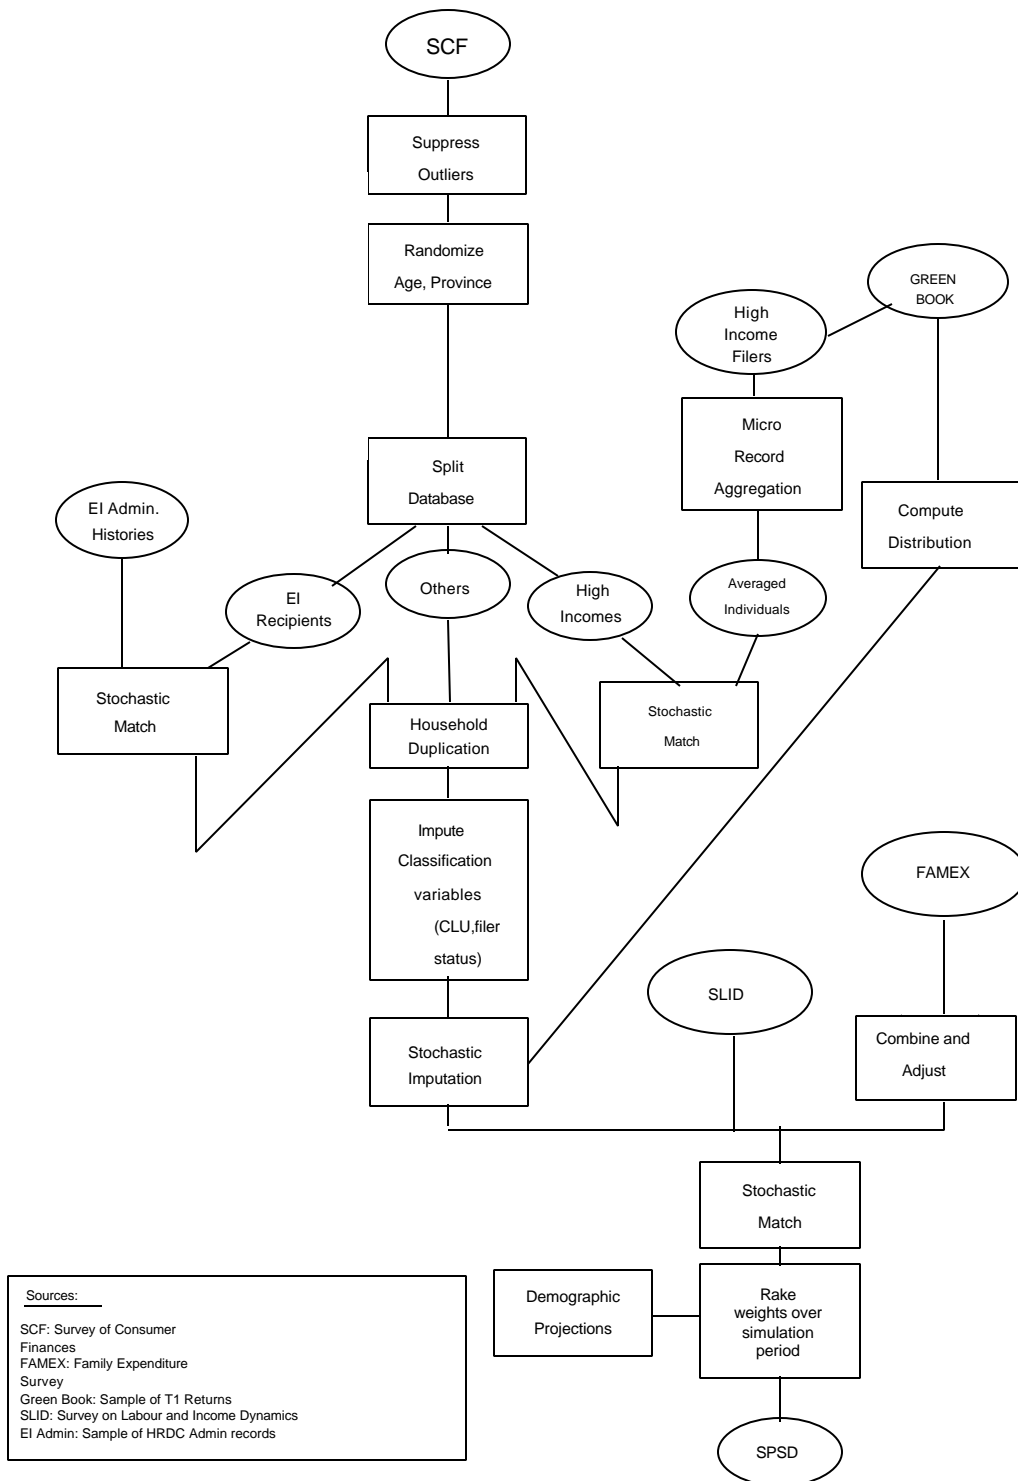 SCF
Suppress
Outliers
Randomize
Age, Province
GREEN
BOOK
High
Income
Filers
Micro
Record
Aggregation
Split
Database
EI Admin.
Histories
Compute
Distribution
EI
Recipients
Others
High
Incomes
Averaged
Individuals
Stochastic
Match
Household
Duplication
Stochastic
Match
Impute
Classification
variables
(CLU,filer
status)
FAMEX
SLID
Stochastic
Imputation
Combine and
Adjust
Stochastic
Match
Demographic
Projections
Rake
weights over
simulation
period
SPSD
Sources:
SCF: Survey of Consumer
Finances
FAMEX: Family Expenditure
Survey
Green Book: Sample of T1 Returns
SLID: Survey on Labour and Income Dynamics
EI Admin: Sample of HRDC Admin records